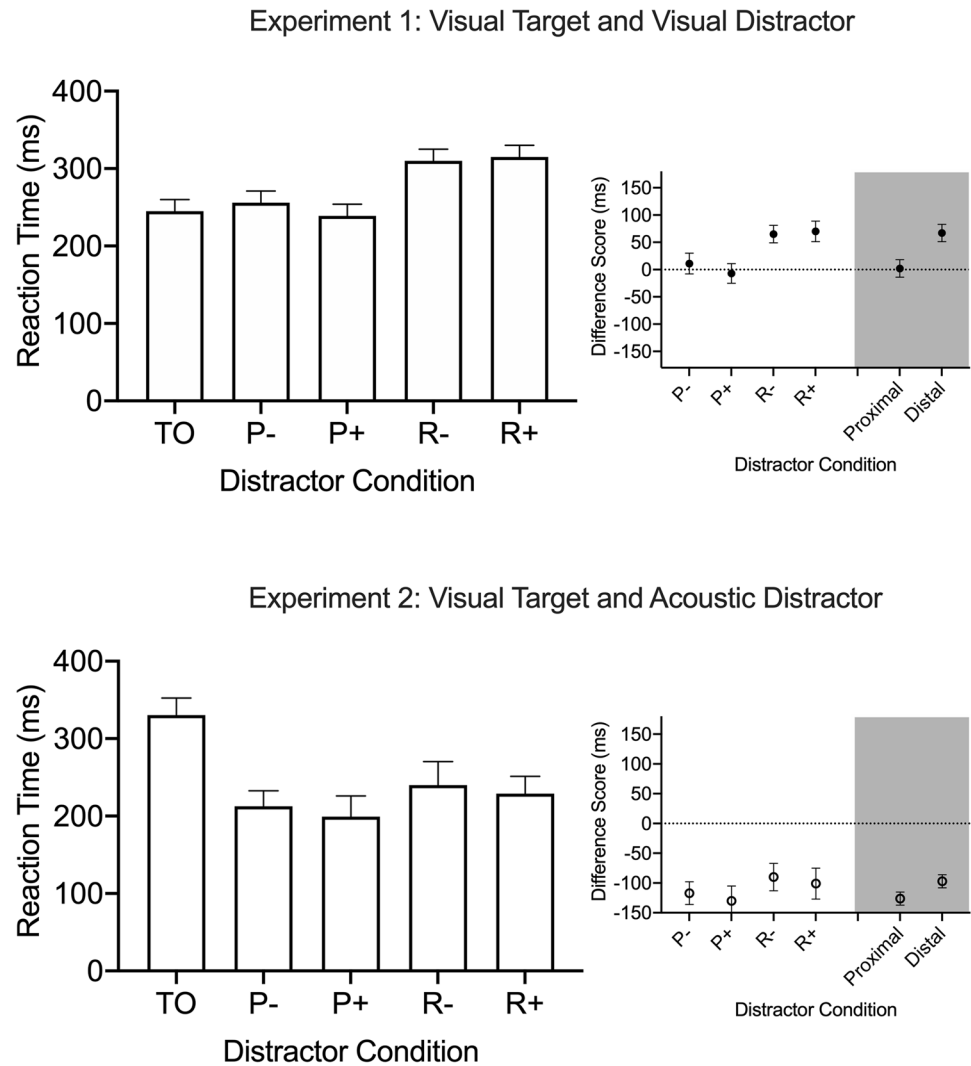 Experiment 1: Visual Target and Visual Distractor
Reaction Time (ms)
400
300
200
100
0
TO P- P+ R- R+
Distractor Condition
Difference Score (ms)
150
100
50
0
-50
-100
-150
P- P+ R- R+ Proximal Distal
Distractor Condition
Experiment 2: Visual Target and Acoustic Distractor
Reaction Time (ms)
400
300
200
100
0
TO P- P+ R- R+
Distractor Condition
Difference Score (ms)
150
100
50
0
-50
-100
-150
P- P+ R- R+ Proximal Distal
Distractor Condition